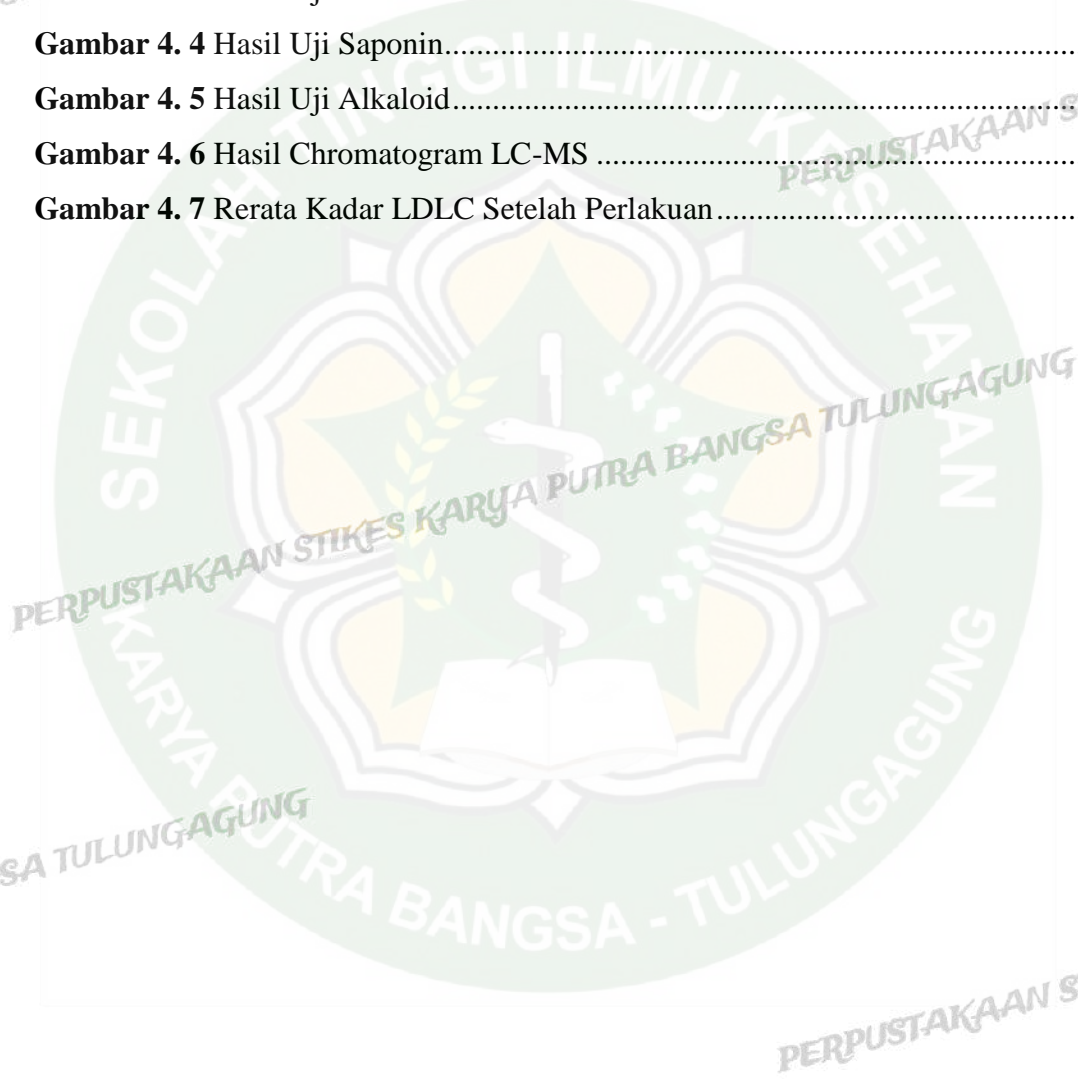 Gambar 4. 4 Hasil Uji Saponin
Gambar 4. 5 Hasil Uji Alkaloid
Gambar 4. 6 Hasil Chromatogram LC-MS
Gambar 4. 7 Rerata Kadar LDLC Setelah Perlakuan
SEKOLAH TINGGI ILMU KESEHATAN
KARYA PUTRA BANGSA - TULUNGAGUNG
PERPUSTAKAAN S
PERPUSTAKAAN STIKES KARYA PUTRA BANGSA TULUNGAGUNG
SA TULUNGAGUNG
PERPUSTAKAAN S